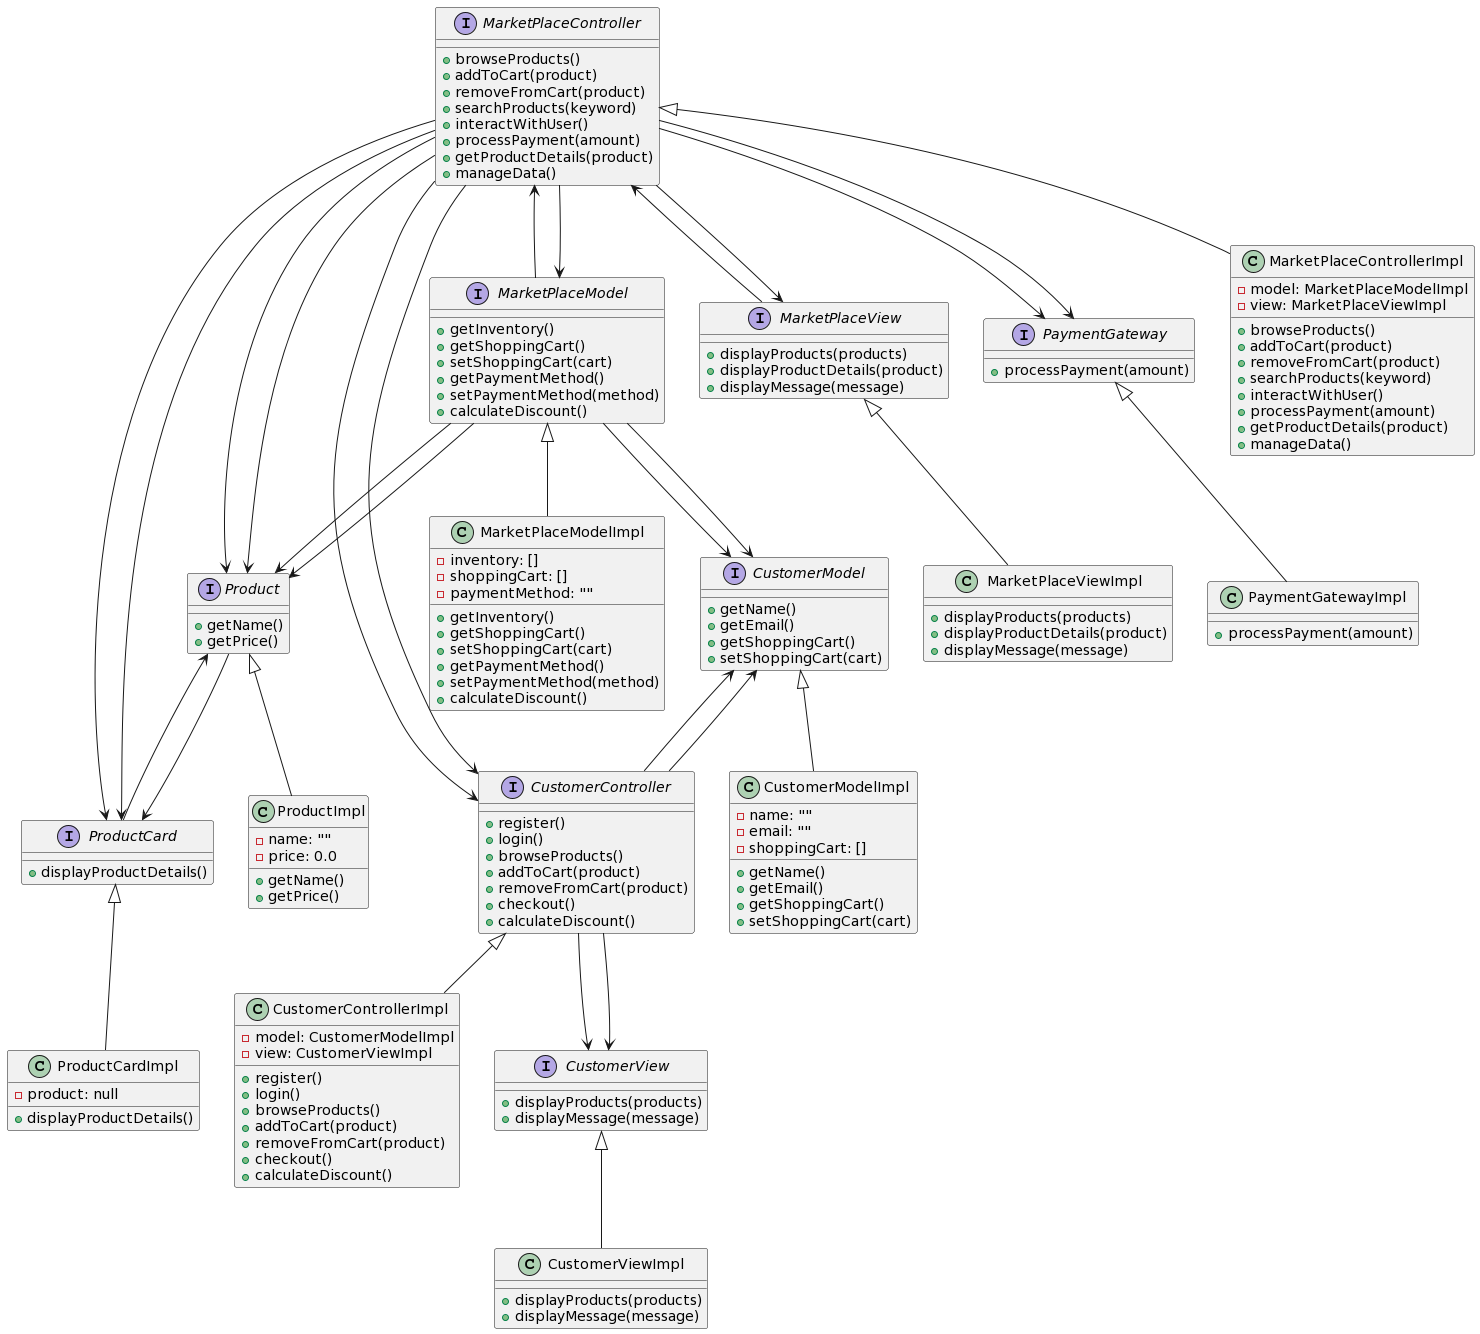 I MarketPlaceController
browseProducts()
addToCart(product)
removeFromCart(product)
searchProducts(keyword)
interactWithUser()
processPayment(amount)
getProductDetails(product)
manageData()
C MarketPlaceControllerImpl
model: MarketPlaceModelImpl
view: MarketPlaceViewImpl
browseProducts()
addToCart(product)
removeFromCart(product)
searchProducts(keyword)
interactWithUser()
processPayment(amount)
getProductDetails(product)
manageData()
I MarketPlaceModel
getInventory()
getShoppingCart()
setShoppingCart(cart)
getPaymentMethod()
setPaymentMethod(method)
calculateDiscount()
I MarketPlaceView
displayProducts(products)
displayProductDetails(product)
displayMessage(message)
I PaymentGateway
processPayment(amount)
C MarketPlaceModelImpl
inventory: []
shoppingCart: []
paymentMethod: ""
getInventory()
getShoppingCart()
setShoppingCart(cart)
getPaymentMethod()
setPaymentMethod(method)
calculateDiscount()
I CustomerModel
getName()
getEmail()
getShoppingCart()
setShoppingCart(cart)
C MarketPlaceViewImpl
displayProducts(products)
displayProductDetails(product)
displayMessage(message)
I Product
getName()
getPrice()
C PaymentGatewayImpl
processPayment(amount)
I CustomerController
register()
login()
browseProducts()
addToCart(product)
removeFromCart(product)
checkout()
calculateDiscount()
C CustomerModelImpl
name: ""
email: ""
shoppingCart: []
getName()
getEmail()
getShoppingCart()
setShoppingCart(cart)
C ProductImpl
name: ""
price: 0.0
getName()
getPrice()
I ProductCard
displayProductDetails()
C CustomerControllerImpl
model: CustomerModelImpl
view: CustomerViewImpl
register()
login()
browseProducts()
addToCart(product)
removeFromCart(product)
checkout()
calculateDiscount()
C ProductCardImpl
product: null
displayProductDetails()
I CustomerView
displayProducts(products)
displayMessage(message)
C CustomerViewImpl
displayProducts(products)
displayMessage(message)